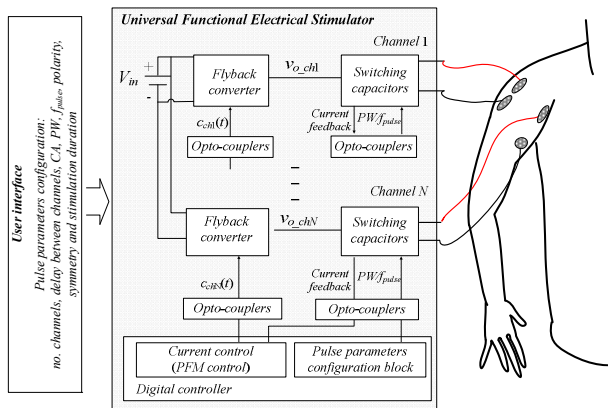 Universal Functional Electrical Stimulator
User interface
Pulse parameters configuration:
no. channels, delay between channels, CA, PW, fpulse, polarity,
symmetry and stimulation duration
Vin
+
-
Flyback
converter
vo_ch1
Switching
capacitors
Channel 1
cch1(t)
Opto-couplers
Current
feedback
PW/fpulse
Opto-couplers
Flyback
converter
vo_chN
Switching
capacitors
Channel N
cchN(t)
Opto-couplers
Current
feedback
PW/fpulse
Opto-couplers
Current control
(PFM control)
Pulse parameters
configuration block
Digital controller